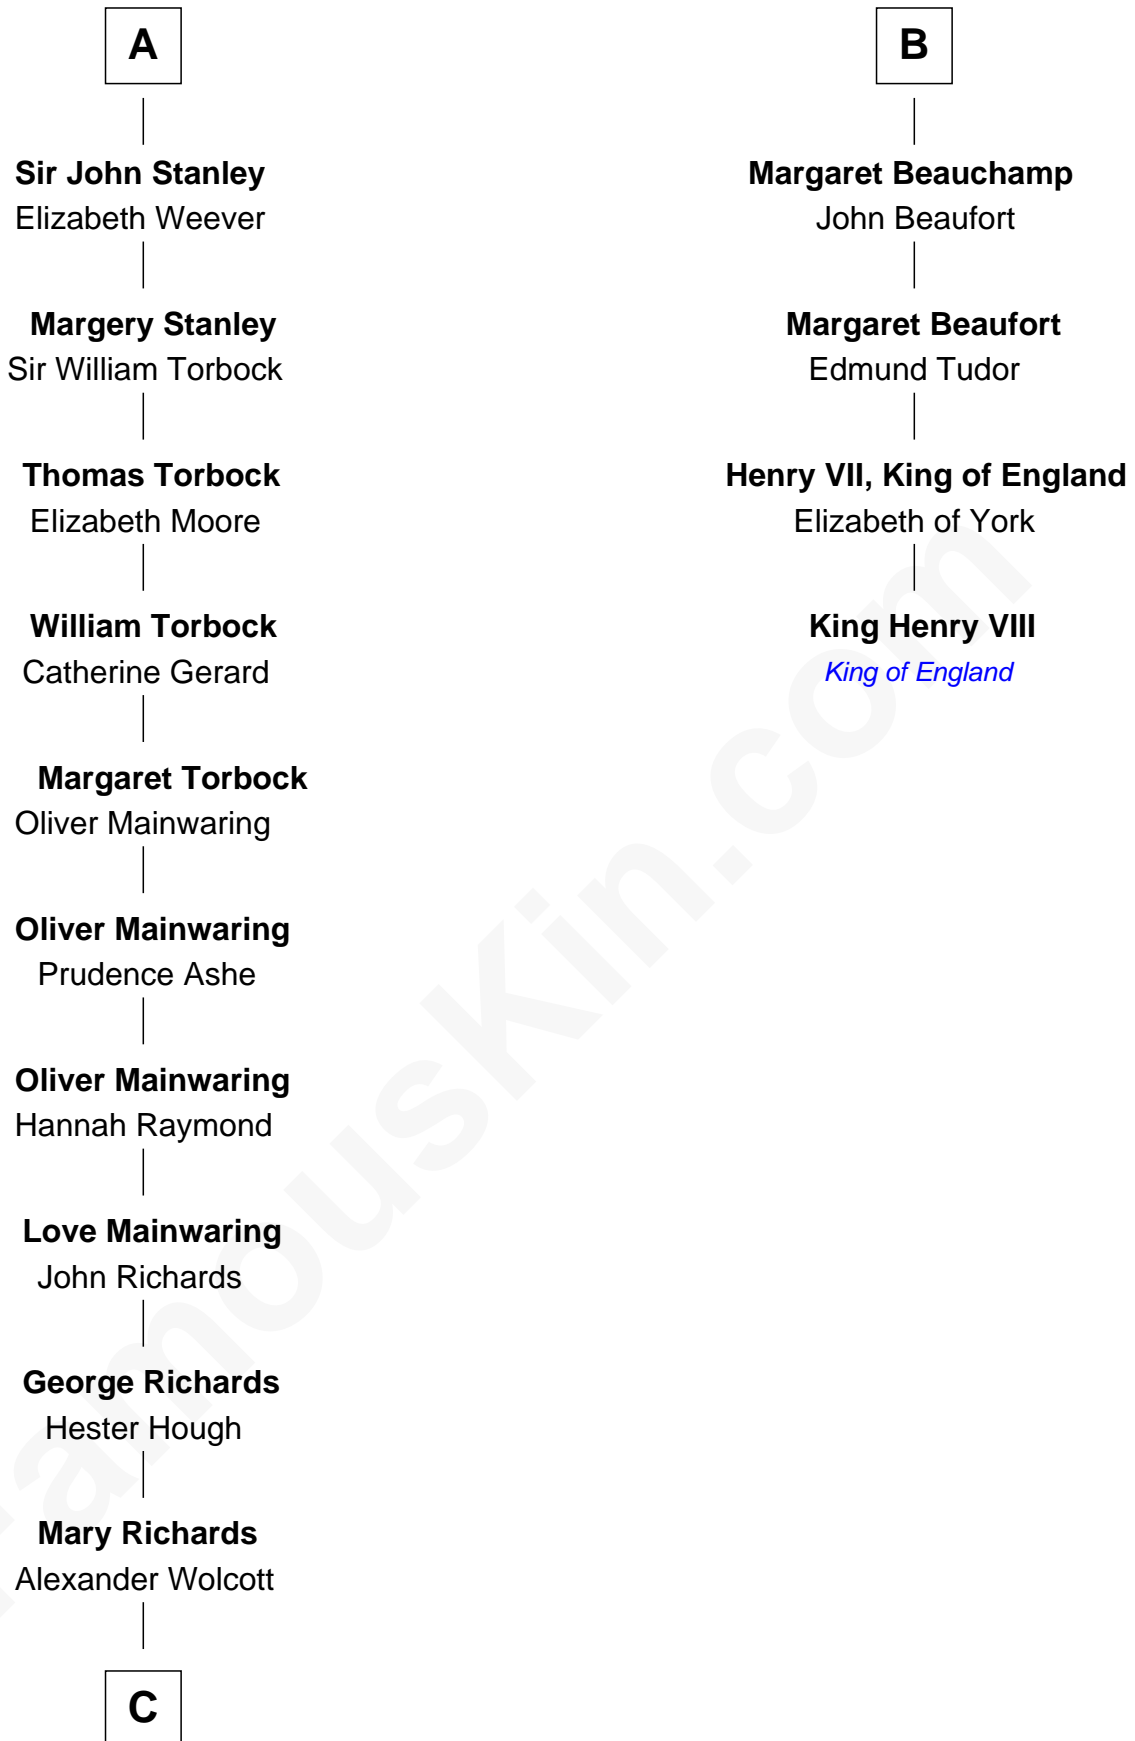 A
Sir John Stanley
Elizabeth Weever
Margery Stanley
Sir William Torbock
Thomas Torbock
Elizabeth Moore
William Torbock
Catherine Gerard
Margaret Torbock
Oliver Mainwaring
Oliver Mainwaring
Prudence Ashe
Oliver Mainwaring
Hannah Raymond
Love Mainwaring
John Richards
George Richards
Hester Hough
Mary Richards
Alexander Wolcott
C
B
Margaret Beauchamp
John Beaufort
Margaret Beaufort
Edmund Tudor
Henry VII, King of England
Elizabeth of York
King Henry VIII
King of England
FamousKin.com